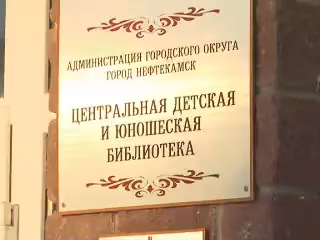 АДМИНИСТРАЦИЯ ГОРОДСКОГО ОКРУГА
ГОРОД НЕФТЕКАМСК
ЦЕНТРАЛЬНАЯ ДЕТСКАЯ
И ЮНОШЕСКАЯ
БИБЛИОТЕКА